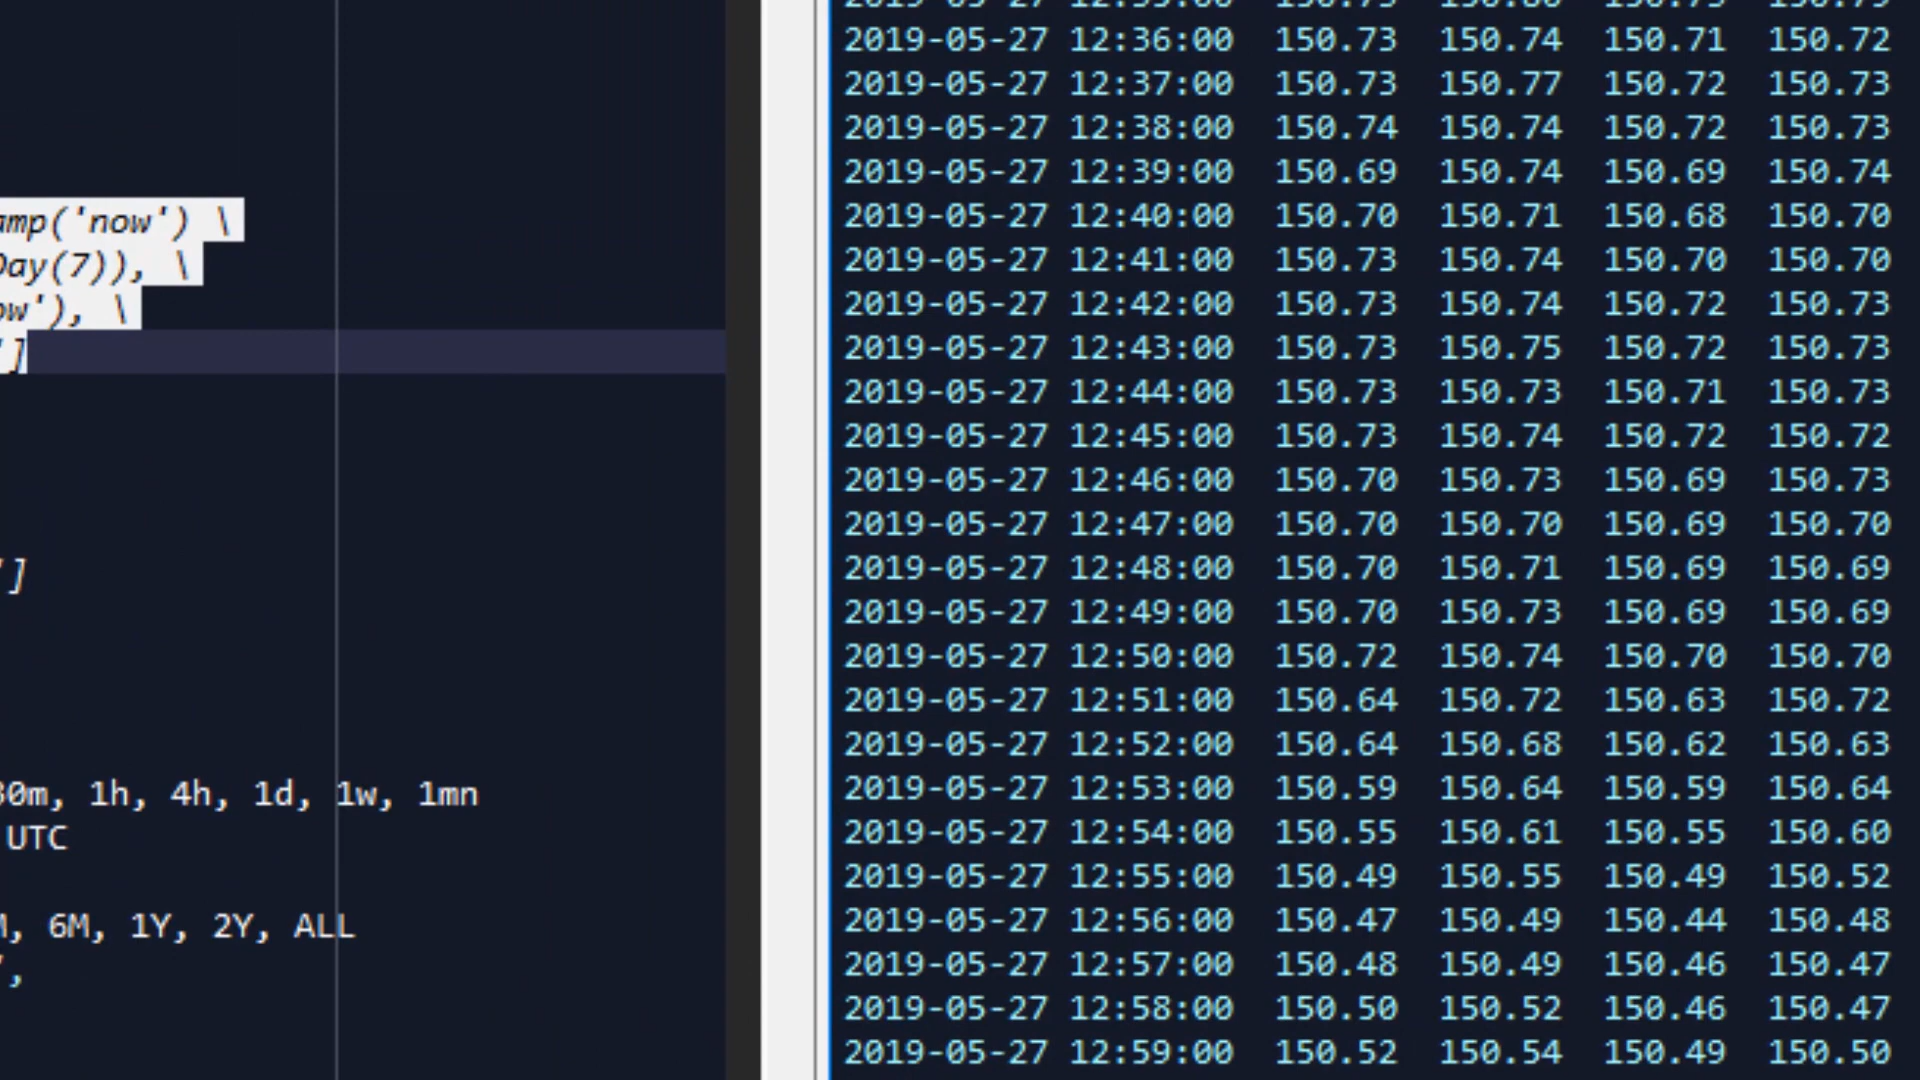 amp('now') \
Day(7)), \
ow'), \
']
']
30m, 1h, 4h, 1d, 1w, 1mn
UTC
M, 6M, 1Y, 2Y, ALL
',
2019-05-27 12:36:00 150.73 150.74 150.71 150.72
2019-05-27 12:37:00 150.73 150.77 150.72 150.73
2019-05-27 12:38:00 150.74 150.74 150.72 150.73
2019-05-27 12:39:00 150.69 150.74 150.69 150.74
2019-05-27 12:40:00 150.70 150.71 150.68 150.70
2019-05-27 12:41:00 150.73 150.74 150.70 150.70
2019-05-27 12:42:00 150.73 150.74 150.72 150.73
2019-05-27 12:43:00 150.73 150.75 150.72 150.73
2019-05-27 12:44:00 150.73 150.73 150.71 150.73
2019-05-27 12:45:00 150.73 150.74 150.72 150.72
2019-05-27 12:46:00 150.70 150.73 150.69 150.73
2019-05-27 12:47:00 150.70 150.70 150.69 150.70
2019-05-27 12:48:00 150.70 150.71 150.69 150.69
2019-05-27 12:49:00 150.70 150.73 150.69 150.69
2019-05-27 12:50:00 150.72 150.74 150.70 150.70
2019-05-27 12:51:00 150.64 150.72 150.63 150.72
2019-05-27 12:52:00 150.64 150.68 150.62 150.63
2019-05-27 12:53:00 150.59 150.64 150.59 150.64
2019-05-27 12:54:00 150.55 150.61 150.55 150.60
2019-05-27 12:55:00 150.49 150.55 150.49 150.52
2019-05-27 12:56:00 150.47 150.49 150.44 150.48
2019-05-27 12:57:00 150.48 150.49 150.46 150.47
2019-05-27 12:58:00 150.50 150.52 150.46 150.47
2019-05-27 12:59:00 150.52 150.54 150.49 150.50